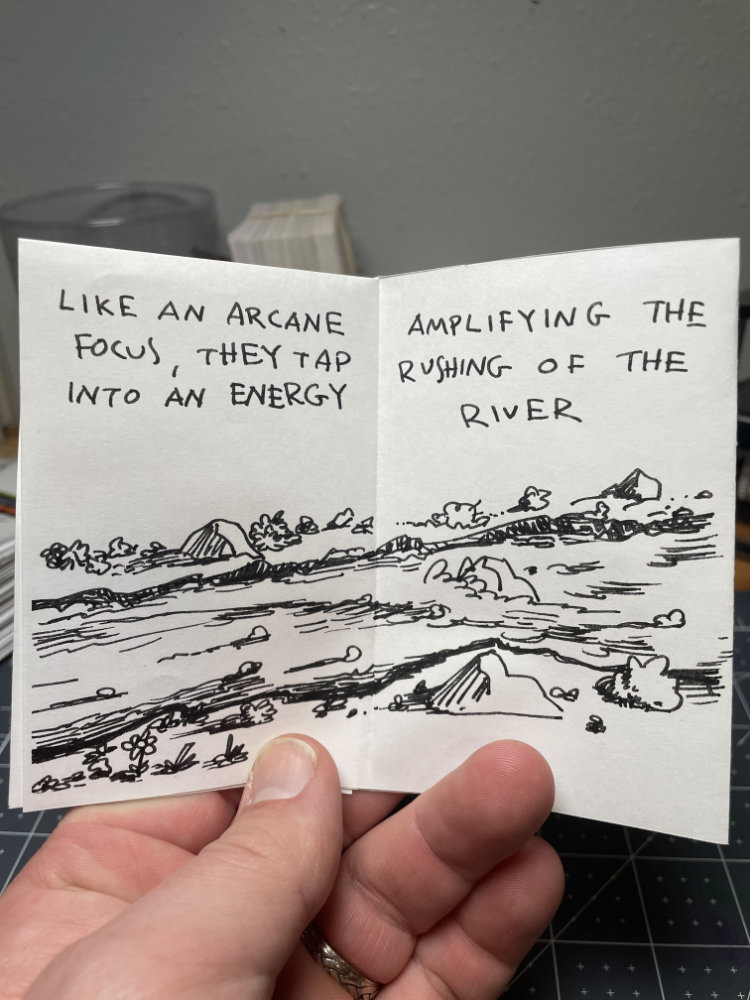 LIKE AN ARCANE
FOCUS, THEY TAP
INTO AN ENERGY
AMPLIFYING THE
RUSHING OF THE
RIVER